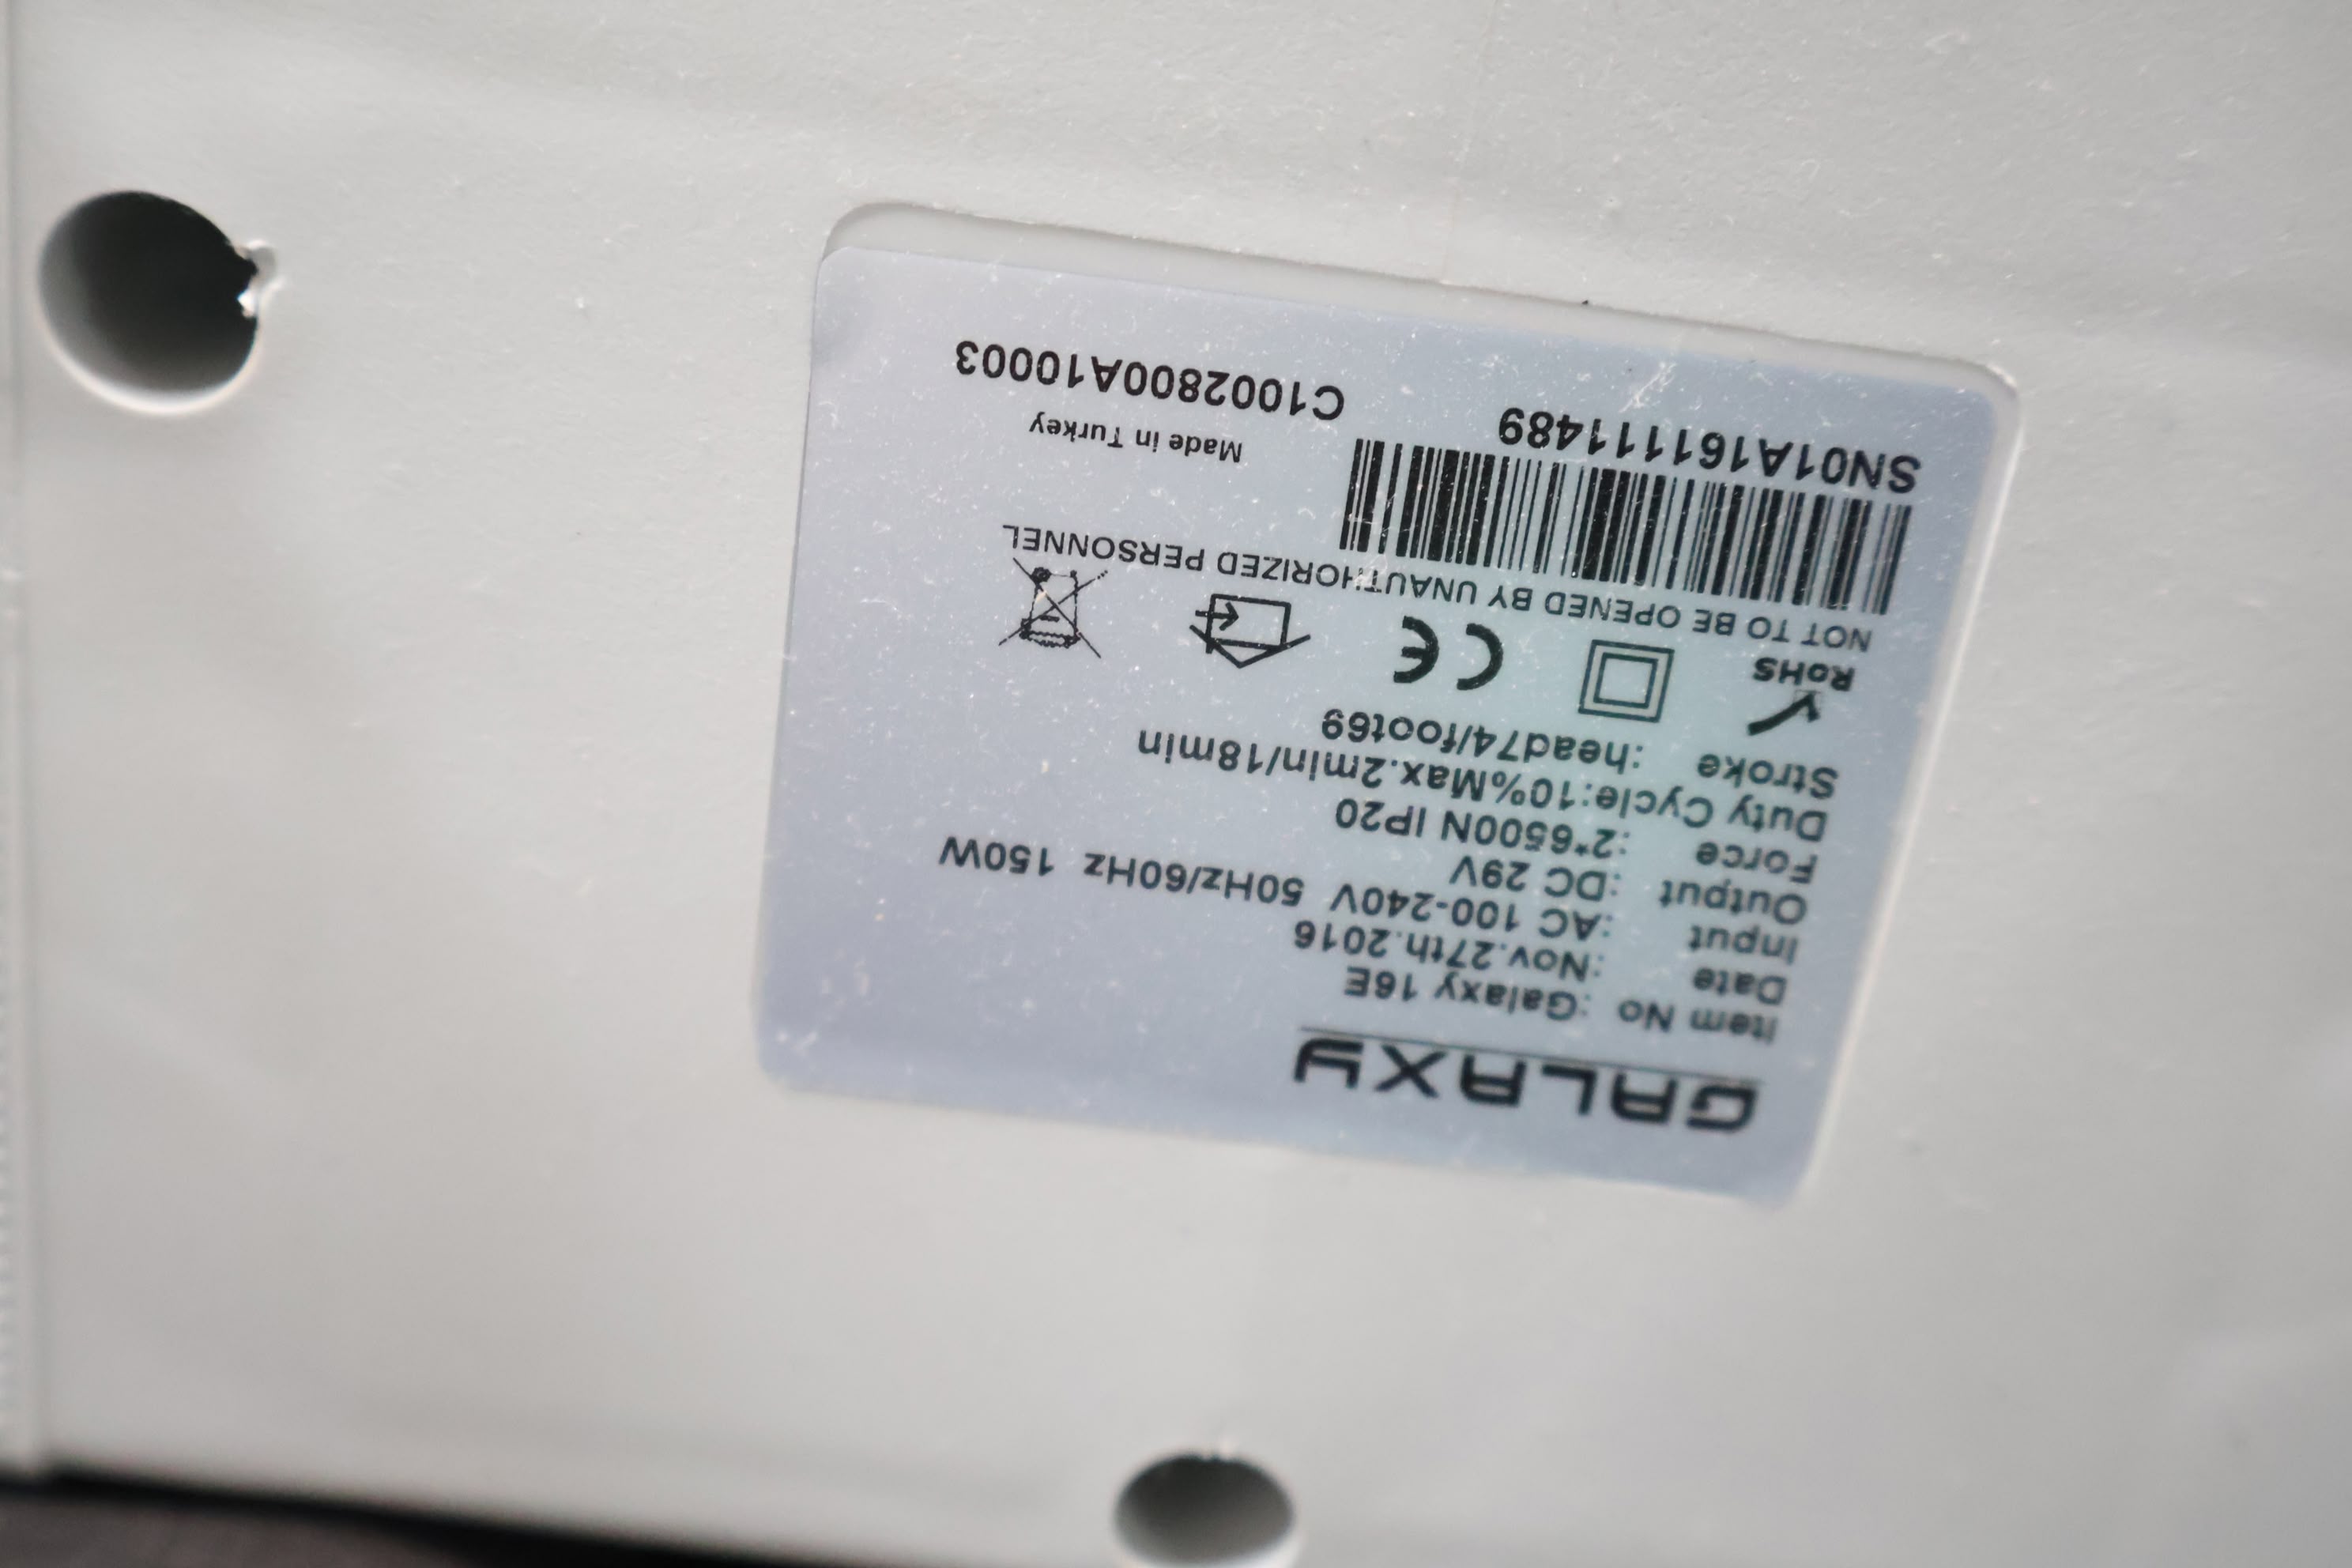 GALAXY
Item No :Galaxy 16E
Date :Nov.27th.2016
Input :AC 100-240V 50Hz/60Hz 150W
Output :DC 29V
Force :2*6500N IP20
Duty Cycle:10%Max.2min/18min
Stroke :head74/foot69
RoHS CE
NOT TO BE OPENED BY UNAUTHORIZED PERSONNEL
Made in Turkey
SN01A161111489 C1002800A10003